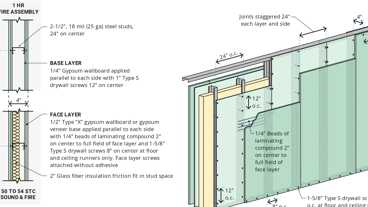 1 HR
FIRE ASSEMBLY
2-1/2", 18 mil (25 ga) steel studs,
24" on center
BASE LAYER
1/4" Gypsum wallboard applied
parallel to each side with 1" Type S
drywall screws 12" on center
4"
FACE LAYER
1/2" Type "X" gypsum wallboard or gypsum
veneer base applied parallel to each side
with 1/4" beads of laminating compound 2"
on center to full field of face layer and 1-5/8"
Type S drywall screws 8" on center at floor
and ceiling runners only. Face layer screws
attached without adhesive
2" Glass fiber insulation friction fit in stud space
50 TO 54 STC
SOUND & FIRE
Joints staggered 24"
each layer and side
4"
24" o.c.
12"
o.c.
1/4" Beads of
laminating
compound 2"
on center to
full field of
face layer
12"
o.c.
1-5/8" Type S drywall sc
o.c. at floor and ceiling